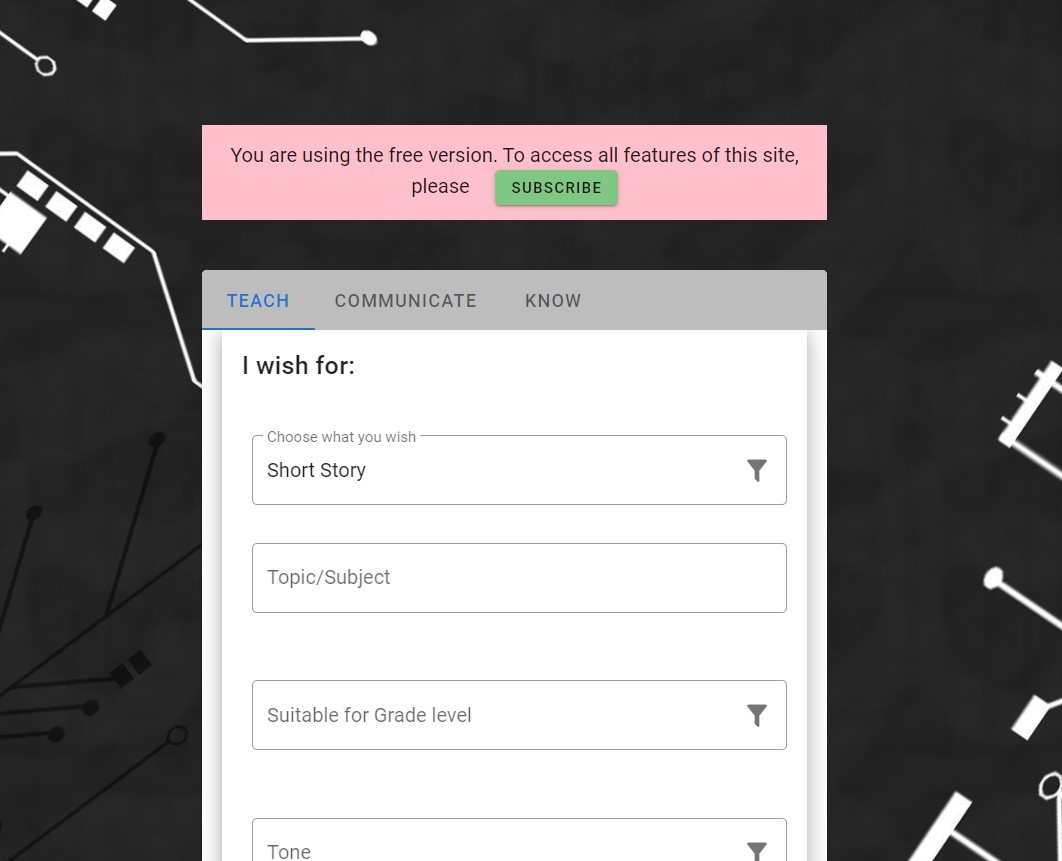 You are using the free version. To access all features of this site,
please SUBSCRIBE
TEACH COMMUNICATE KNOW
I wish for:
Choose what you wish
Short Story
Topic/Subject
Suitable for Grade level
Tone